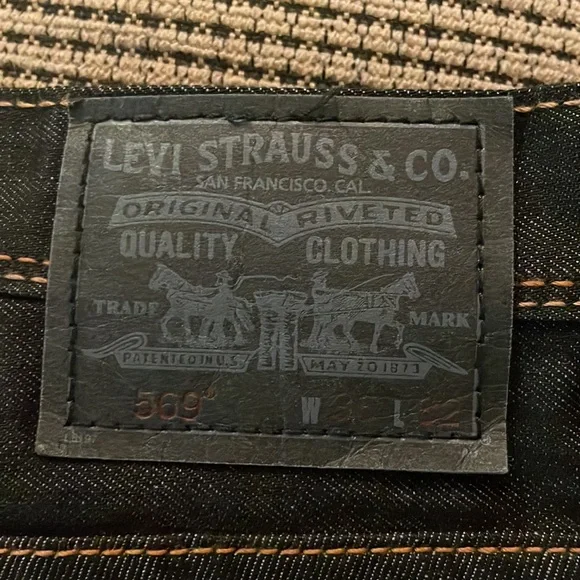 LEVI STRAUSS & CO.
SAN FRANCISCO, CAL.
ORIGINAL RIVETED
QUALITY CLOTHING
TRADE MARK
PATENTED IN U.S. MAY 20 1873
569 W L